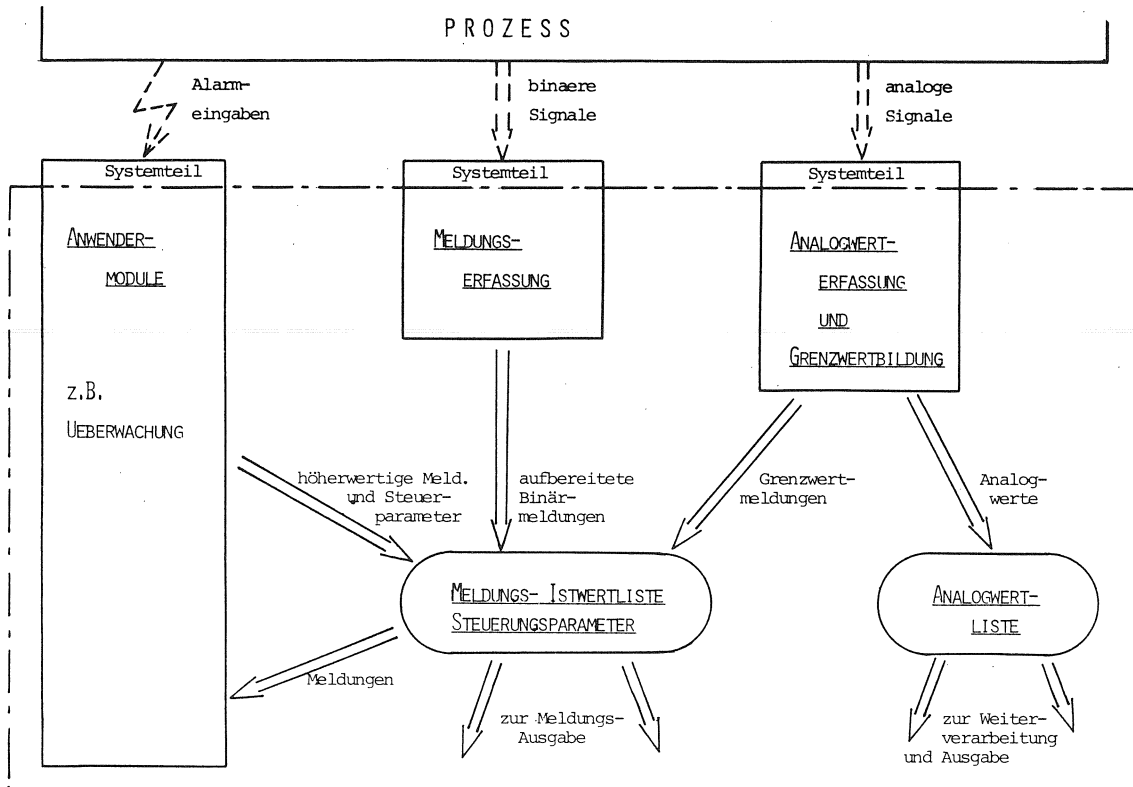 PROZESS
Alarm-
eingaben
binaere
Signale
analoge
Signale
Systemteil
ANWENDER-
MODULE
z.B.
UEBERWACHUNG
Systemteil
MELDUNGS-
ERFASSUNG
Systemteil
ANALOGWERT-
ERFASSUNG
UND
GRENZWERTBILDUNG
höherwertige Meld.
und Steuer-
parameter
aufbereitete
Binär-
meldungen
Grenzwert-
meldungen
Analog-
werte
MELDUNGS- ISTWERTLISTE
STEUERUNGSPARAMETER
ANALOGWERT-
LISTE
Meldungen
zur Meldungs-
Ausgabe
zur Weiter-
verarbeitung
und Ausgabe